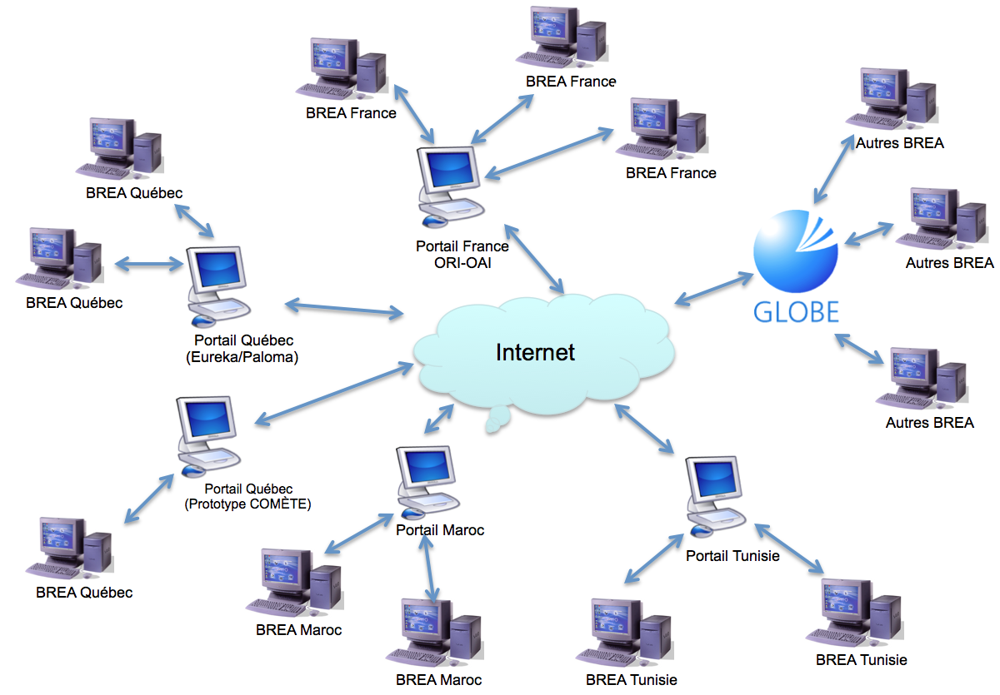 BREA France
BREA France
BREA France
Autres BREA
BREA Québec
Portail France
ORI-OAI
Autres BREA
BREA Québec
GLOBE
Portail Québec
(Eureka/Paloma)
Internet
Autres BREA
Portail Québec
(Prototype COMÈTE)
Portail Maroc
Portail Tunisie
BREA Québec
BREA Maroc
BREA Maroc
BREA Tunisie
BREA Tunisie